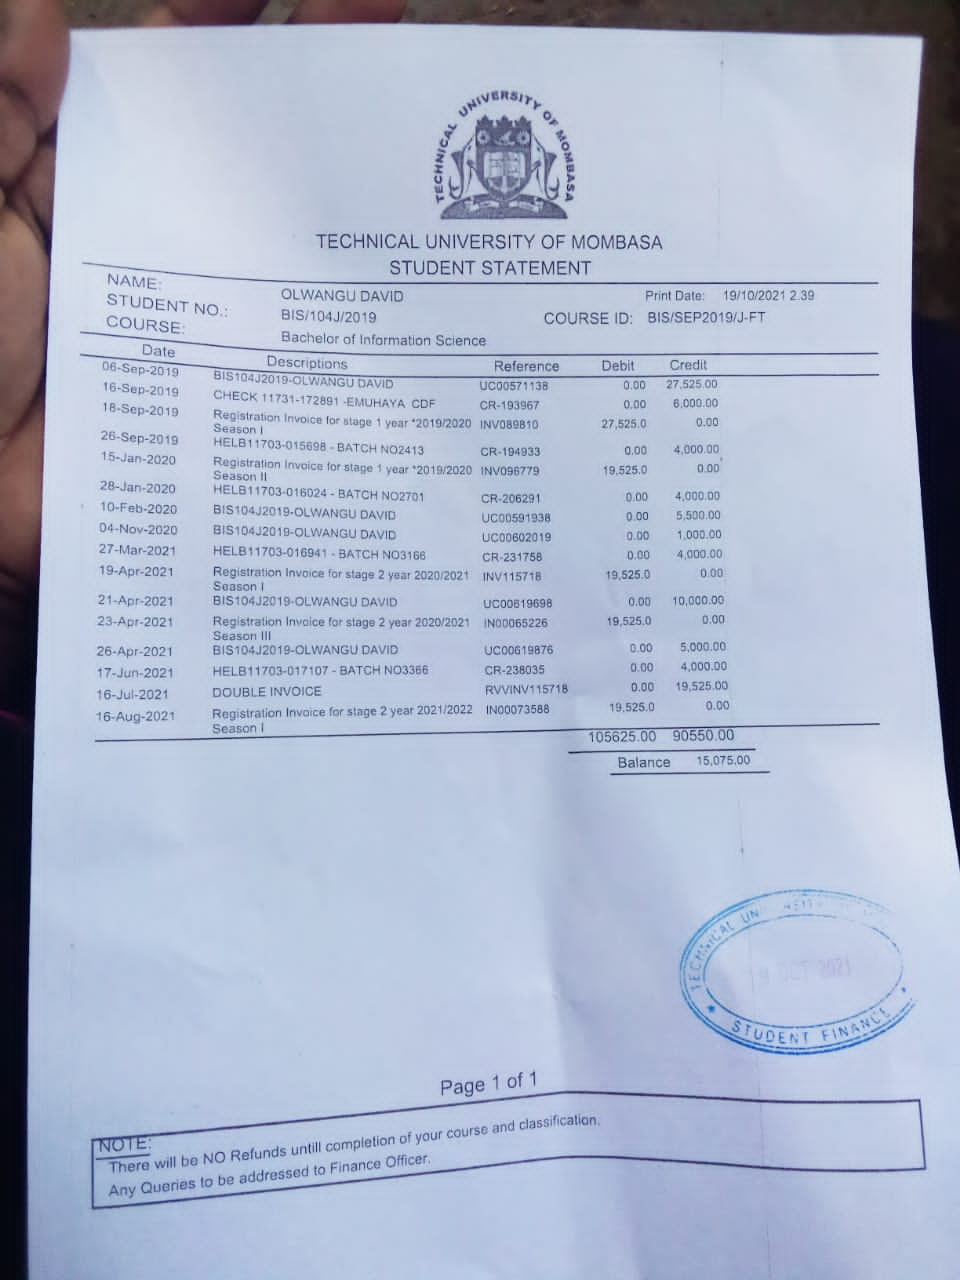 TECHNICAL UNIVERSITY OF MOMBASA
TECHNICAL UNIVERSITY OF MOMBASA
STUDENT STATEMENT
NAME: OLWANGU DAVID Print Date: 19/10/2021 2.39
STUDENT NO.: BIS/104J/2019 COURSE ID: BIS/SEP2019/J-FT
COURSE: Bachelor of Information Science
Date Descriptions Reference Debit Credit
06-Sep-2019 BIS104J2019-OLWANGU DAVID UC00571138 0.00 27,525.00
16-Sep-2019 CHECK 11731-172891 -EMUHAYA CDF CR-193967 0.00 6,000.00
18-Sep-2019 Registration Invoice for stage 1 year *2019/2020 INV089810 27,525.0 0.00
Season I
26-Sep-2019 HELB11703-015698 - BATCH NO2413 CR-194933 0.00 4,000.00
15-Jan-2020 Registration Invoice for stage 1 year *2019/2020 INV096779 19,525.0 0.00
Season II
28-Jan-2020 HELB11703-016024 - BATCH NO2701 CR-206291 0.00 4,000.00
10-Feb-2020 BIS104J2019-OLWANGU DAVID UC00591938 0.00 5,500.00
04-Nov-2020 BIS104J2019-OLWANGU DAVID UC00602019 0.00 1,000.00
27-Mar-2021 HELB11703-016941 - BATCH NO3166 CR-231758 0.00 4,000.00
19-Apr-2021 Registration Invoice for stage 2 year 2020/2021 INV115718 19,525.0 0.00
Season I
21-Apr-2021 BIS104J2019-OLWANGU DAVID UC00619698 0.00 10,000.00
23-Apr-2021 Registration Invoice for stage 2 year 2020/2021 IN00065226 19,525.0 0.00
Season III
26-Apr-2021 BIS104J2019-OLWANGU DAVID UC00619876 0.00 5,000.00
17-Jun-2021 HELB11703-017107 - BATCH NO3366 CR-238035 0.00 4,000.00
16-Jul-2021 DOUBLE INVOICE RVVINV115718 0.00 19,525.00
16-Aug-2021 Registration Invoice for stage 2 year 2021/2022 IN00073588 19,525.0 0.00
Season I
105625.00 90550.00
Balance 15,075.00
TECHNICAL
19 OCT 2021
STUDENT FINANCE
Page 1 of 1
NOTE:
There will be NO Refunds untill completion of your course and classification.
Any Queries to be addressed to Finance Officer.